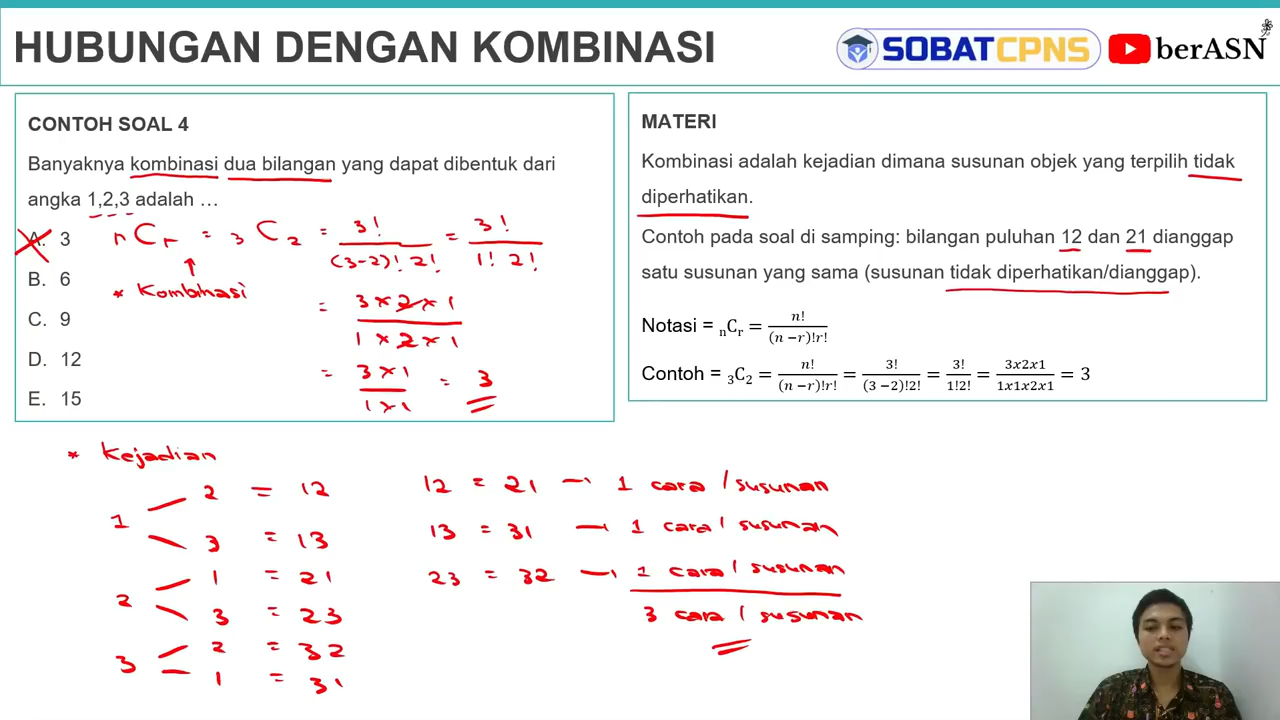 HUBUNGAN DENGAN KOMBINASI
SOBATCPNS
berASN
CONTOH SOAL 4
Banyaknya kombinasi dua bilangan yang dapat dibentuk dari
angka 1,2,3 adalah …
A. 3
B. 6
C. 9
D. 12
E. 15
nCr = 3C2 = 3! / (3-2)! 2! = 3! / 1! 2!
* Kombinasi
= 3 x 2 x 1 / 1 x 2 x 1
= 3 x 1 / 1 x 1 = 3
MATERI
Kombinasi adalah kejadian dimana susunan objek yang terpilih tidak
diperhatikan.
Contoh pada soal di samping: bilangan puluhan 12 dan 21 dianggap
satu susunan yang sama (susunan tidak diperhatikan/dianggap).
Notasi = nCr = n! / (n −r)!r!
Contoh = 3C2 = n! / (n −r)!r! = 3! / (3 −2)!2! = 3! / 1!2! = 3x2x1 / 1x1x2x1 = 3
* Kejadian
1
2 = 12
3 = 13
2
1 = 21
3 = 23
3
2 = 32
1 = 31
12 = 21 → 1 cara / susunan
13 = 31 → 1 cara / susunan
23 = 32 → 1 cara / susunan
3 cara / susunan